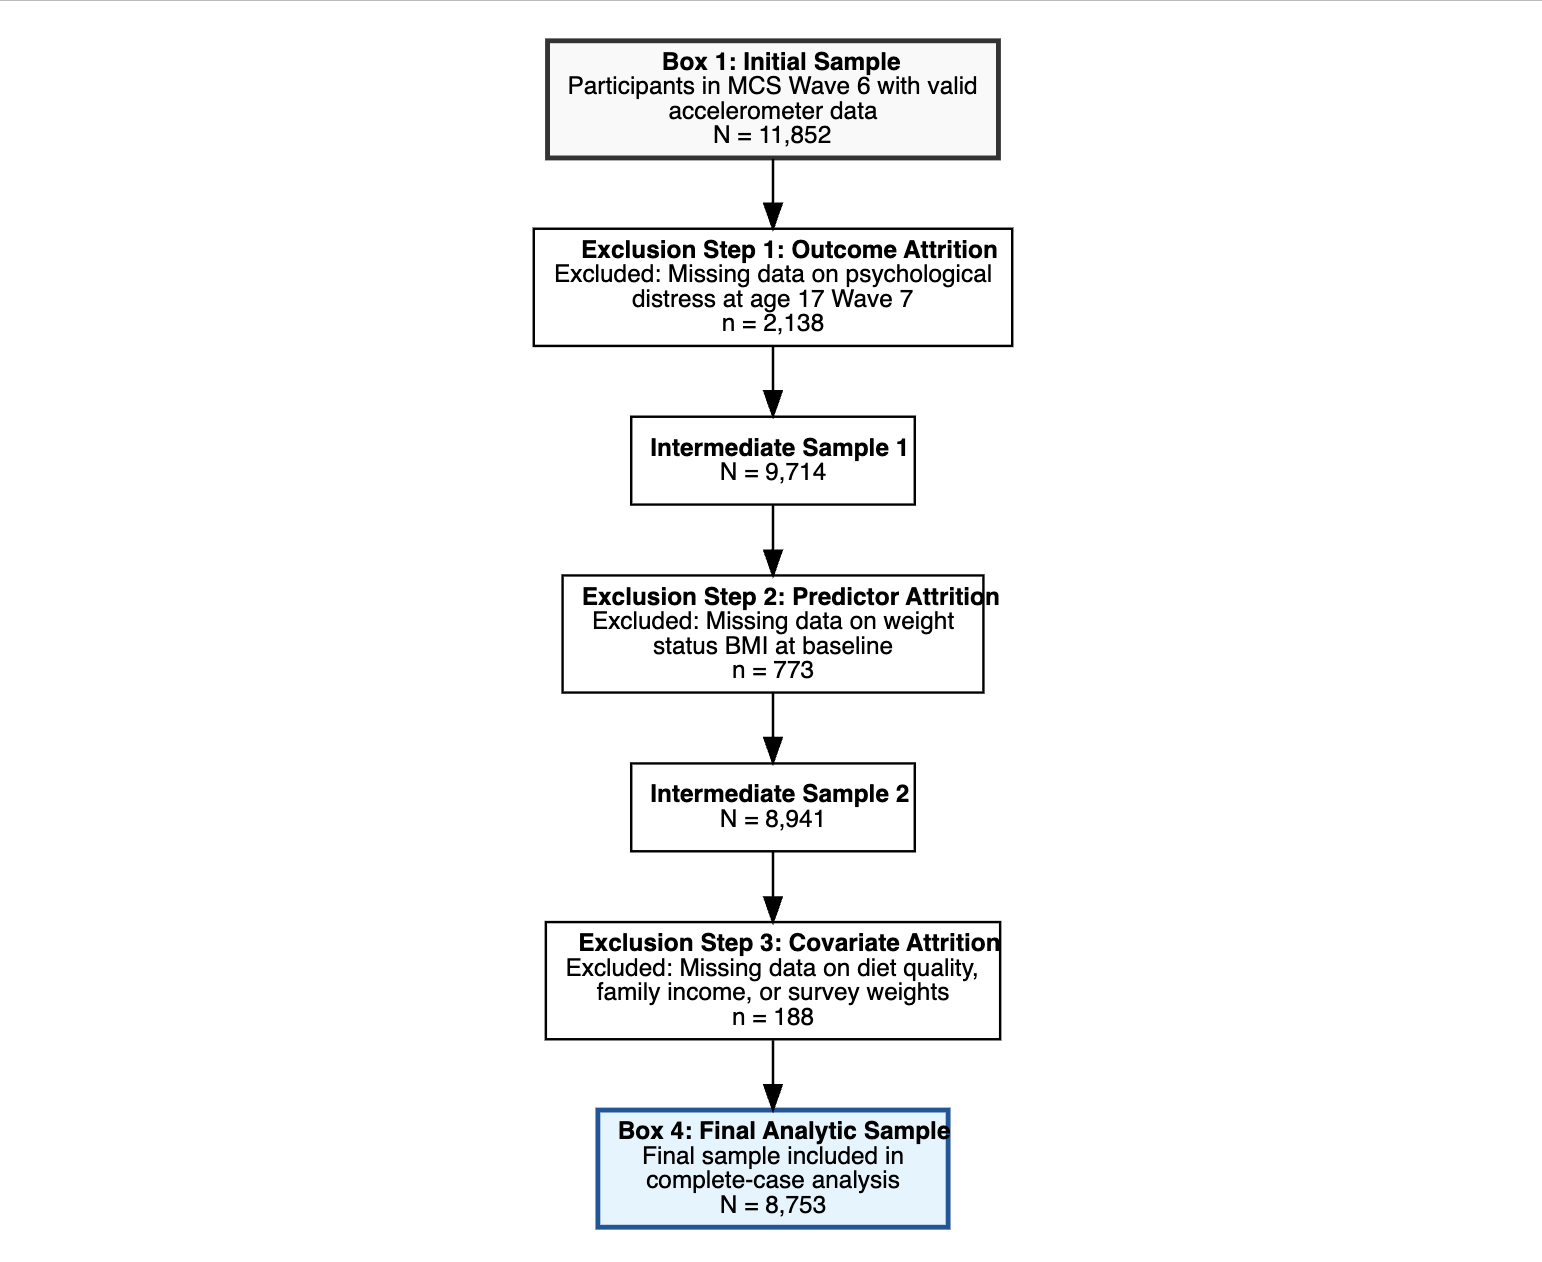 Box 1: Initial Sample
Participants in MCS Wave 6 with valid
accelerometer data
N = 11,852
Exclusion Step 1: Outcome Attrition
Excluded: Missing data on psychological
distress at age 17 Wave 7
n = 2,138
Intermediate Sample 1
N = 9,714
Exclusion Step 2: Predictor Attrition
Excluded: Missing data on weight
status BMI at baseline
n = 773
Intermediate Sample 2
N = 8,941
Exclusion Step 3: Covariate Attrition
Excluded: Missing data on diet quality,
family income, or survey weights
n = 188
Box 4: Final Analytic Sample
Final sample included in
complete-case analysis
N = 8,753